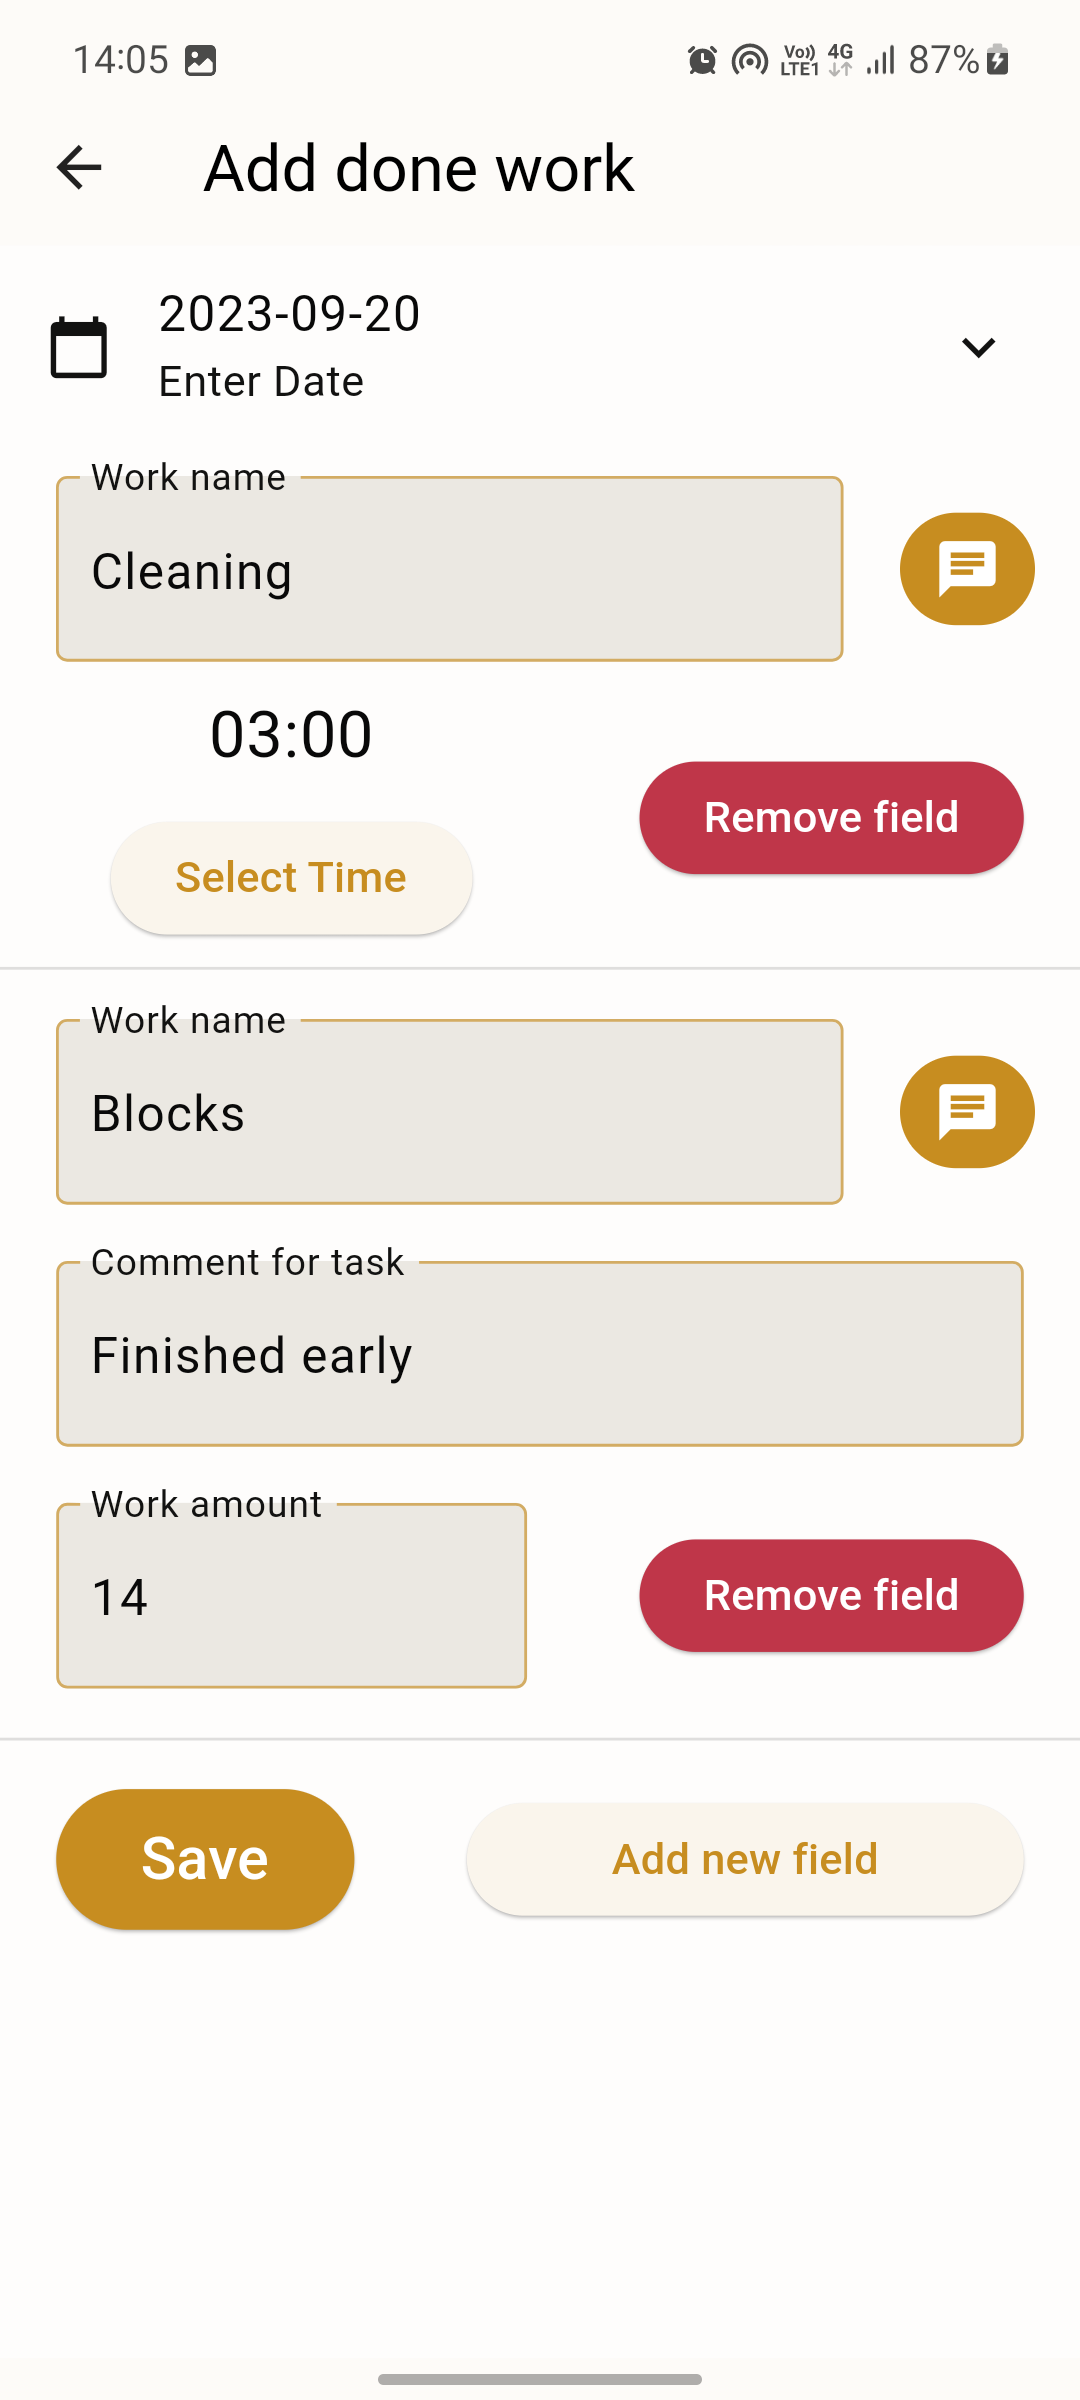 14:05 Vo)) LTE1 4G 87%
Add done work
2023-09-20
Enter Date
Work name
Cleaning
03:00
Remove field
Select Time
Work name
Blocks
Comment for task
Finished early
Work amount
14
Remove field
Save Add new field